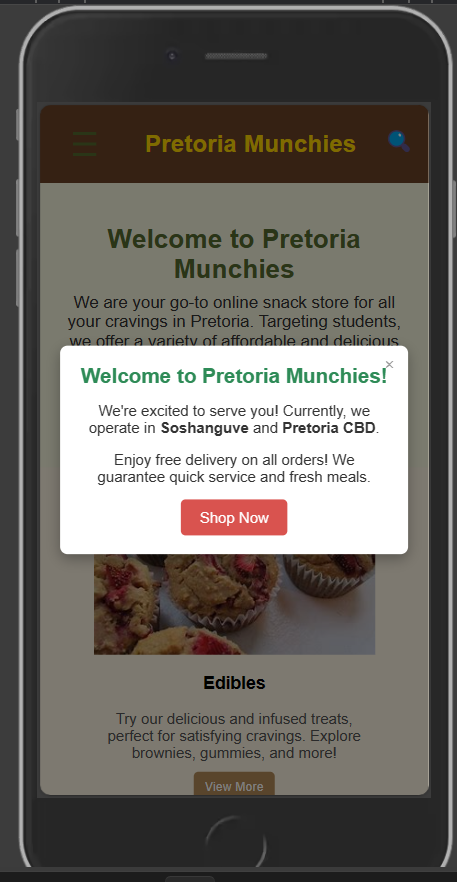 Pretoria Munchies
Welcome to Pretoria
Munchies
We are your go-to online snack store for all
your cravings in Pretoria. Targeting students,
we offer a variety of affordable and delicious
×
Welcome to Pretoria Munchies!
We're excited to serve you! Currently, we
operate in Soshanguve and Pretoria CBD.
Enjoy free delivery on all orders! We
guarantee quick service and fresh meals.
Shop Now
Edibles
Try our delicious and infused treats,
perfect for satisfying cravings. Explore
brownies, gummies, and more!
View More